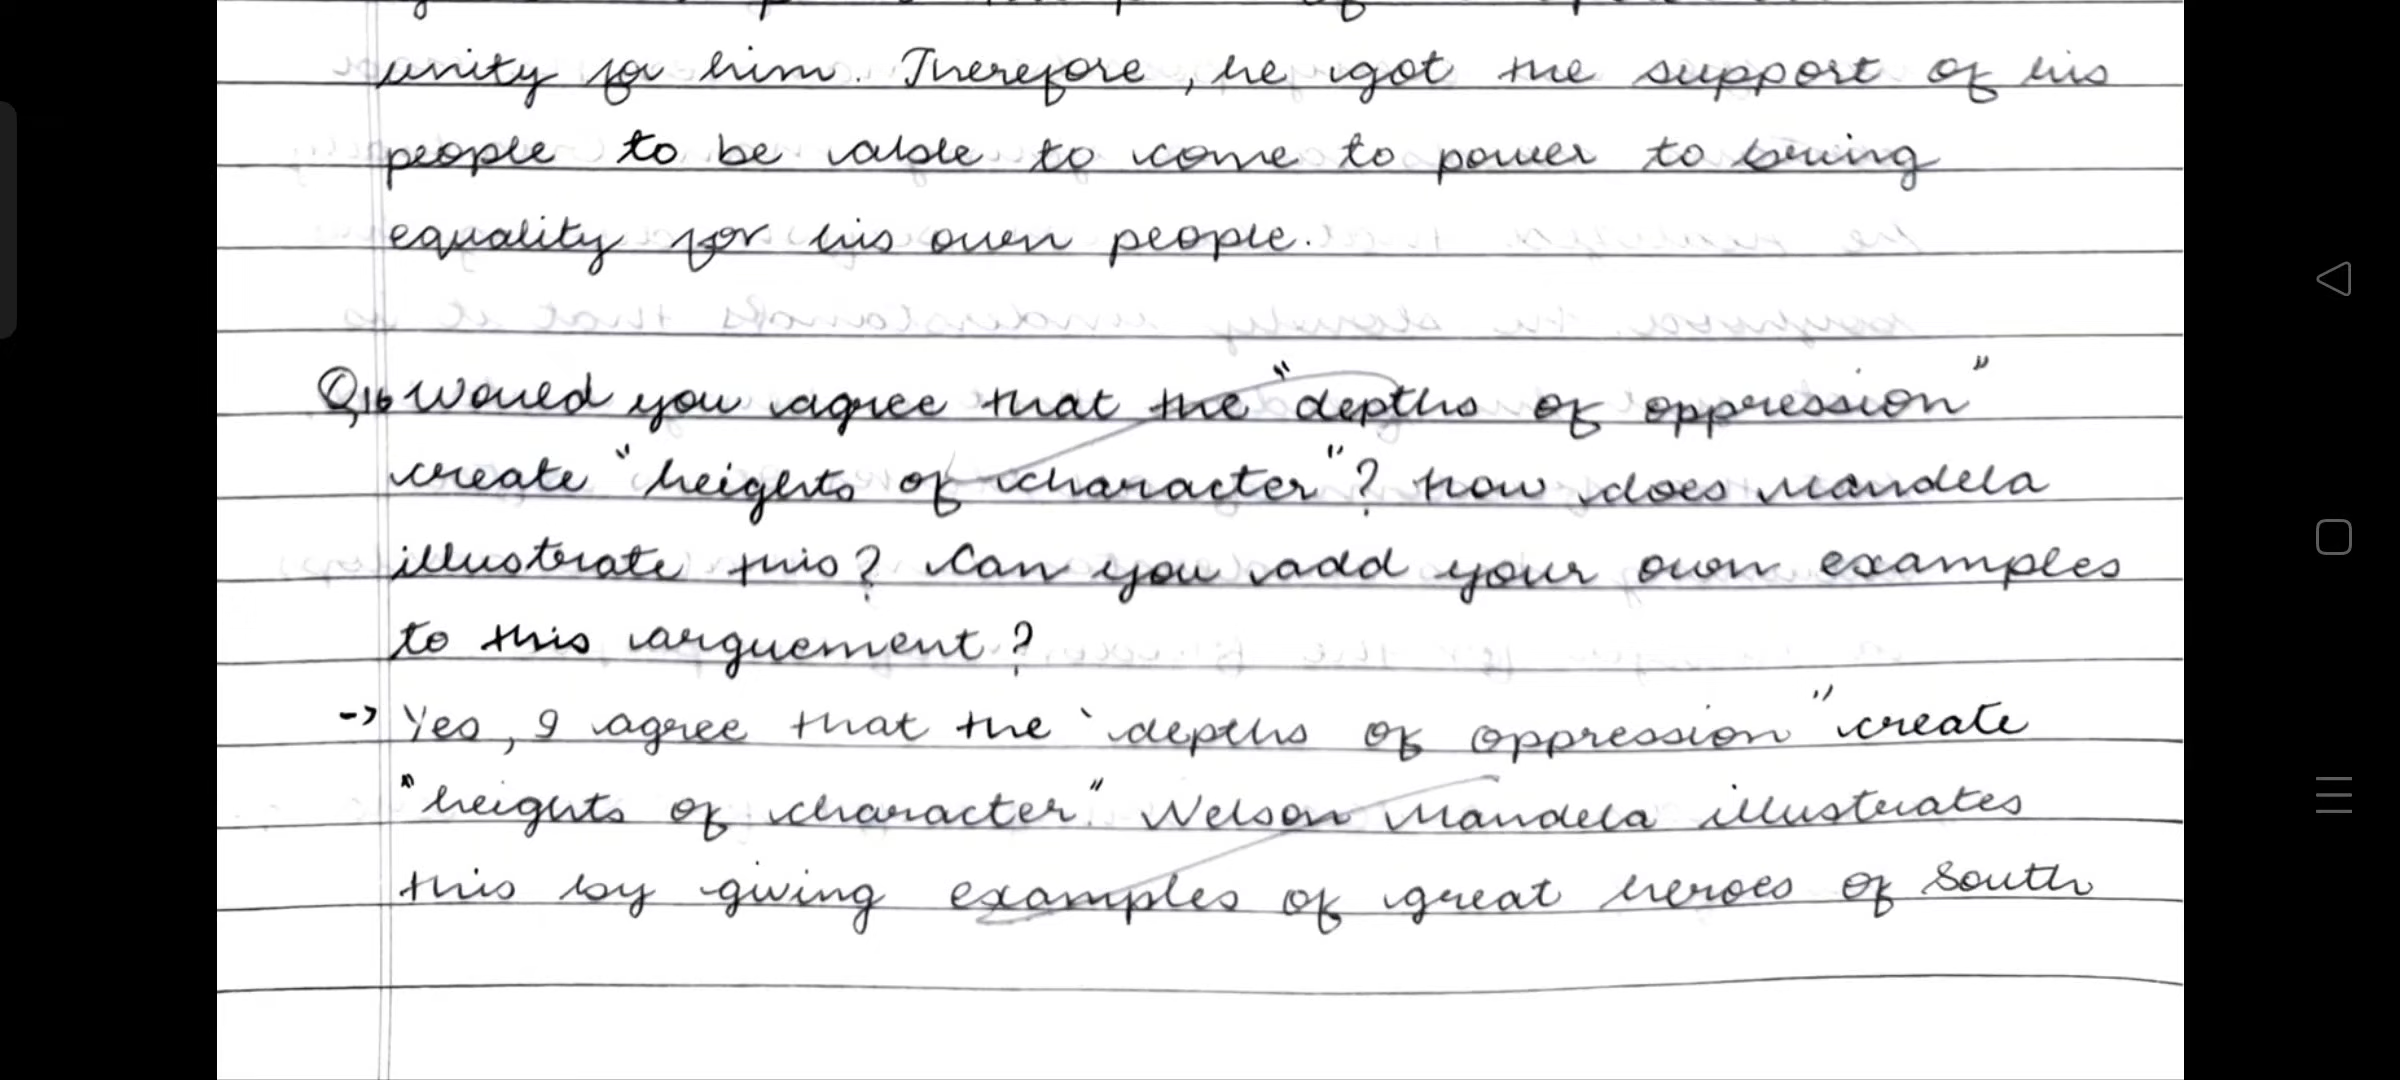 unity for him. Therefore, he got the support of his
people to be able to come to power to bring
equality for his own people.
Q16 Would you agree that the "depths of oppression"
create "heights of character"? How does Mandela
illustrate this? Can you add your own examples
to this arguement?
-> Yes, I agree that the ` depths of oppression" create
"heights of character." Nelson Mandela illustrates
this by giving examples of great heroes of South